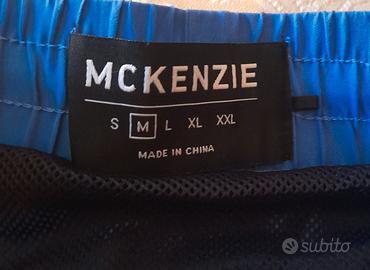 MCKENZIE
S M L XL XXL
MADE IN CHINA
subito